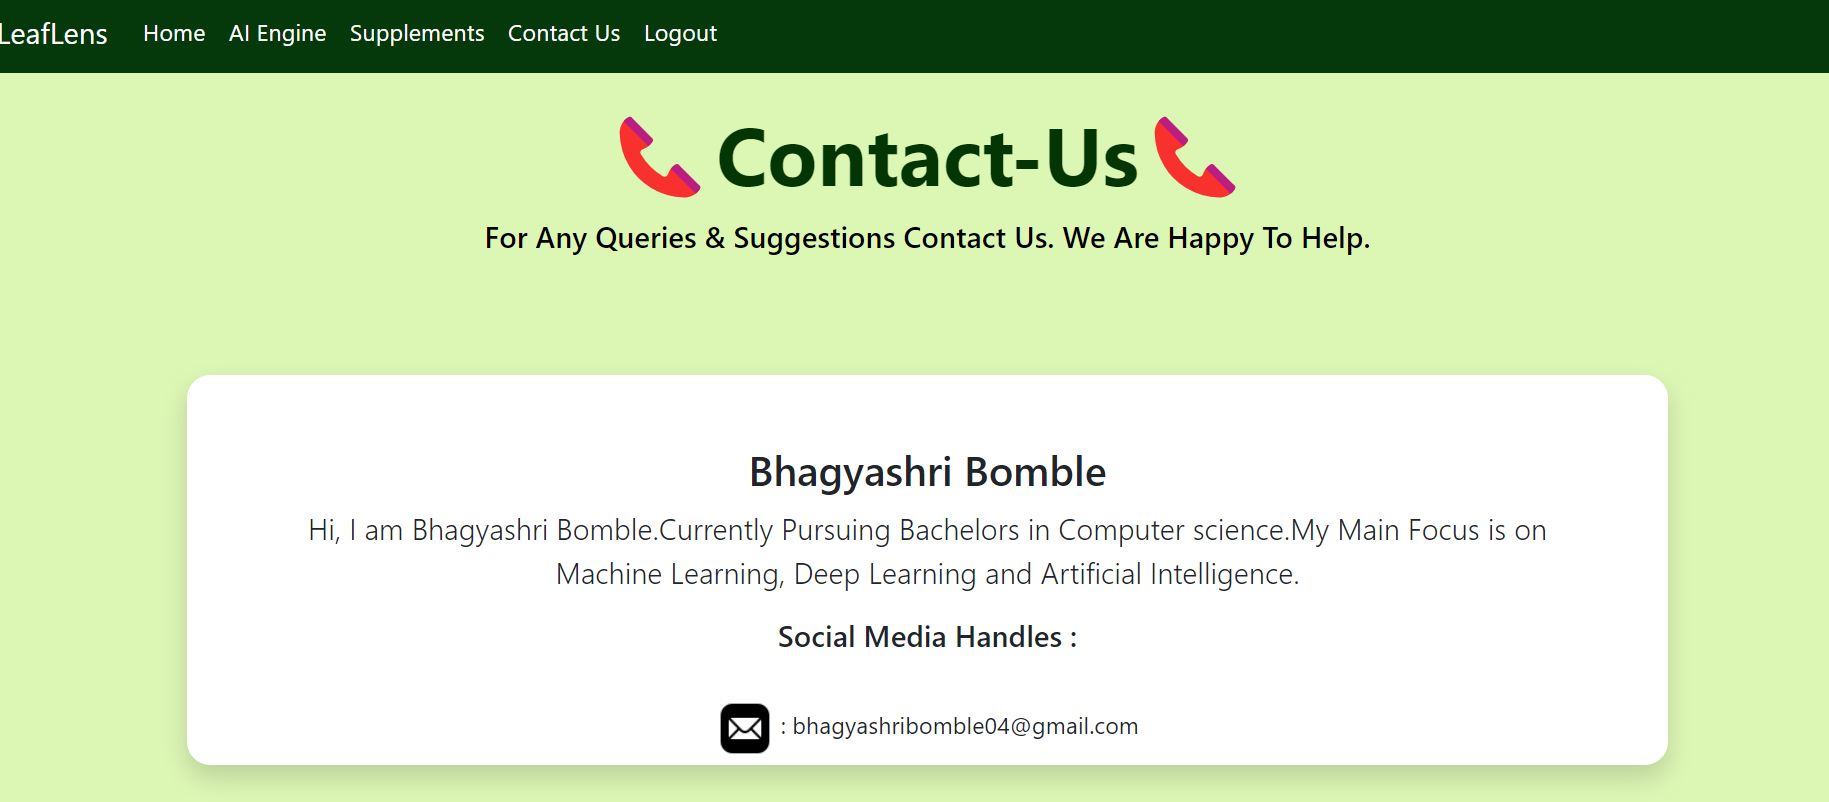 LeafLens Home AI Engine Supplements Contact Us Logout
Contact-Us
For Any Queries & Suggestions Contact Us. We Are Happy To Help.
Bhagyashri Bomble
Hi, I am Bhagyashri Bomble.Currently Pursuing Bachelors in Computer science.My Main Focus is on
Machine Learning, Deep Learning and Artificial Intelligence.
Social Media Handles :
: bhagyashribomble04@gmail.com